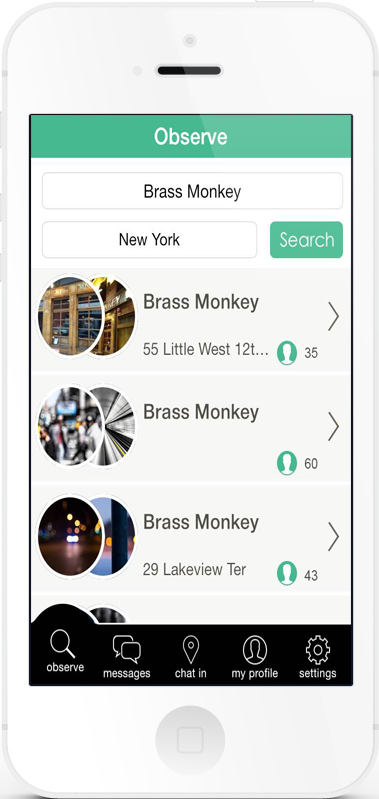 Observe
Brass Monkey
New York
Search
Brass Monkey
55 Little West 12t...
35
Brass Monkey
60
Brass Monkey
29 Lakeview Ter
43
observe
messages
chat in
my profile
settings